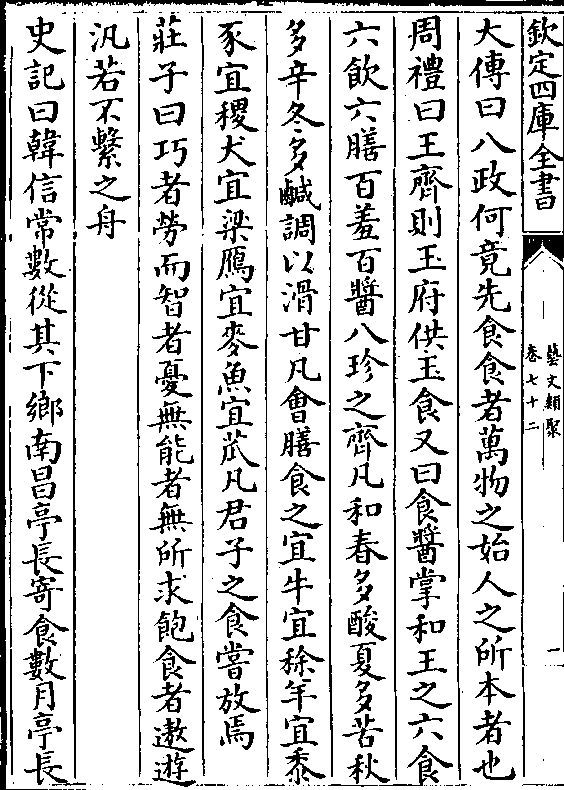 欽定四庫全書
藝文類聚
卷七十二
一
大傳曰八政何竟先食食者萬物之始人之所本者也
周禮曰王齊則玉府供玉食又曰食醬掌和王之六食
六飲六膳百羞百醬八珍之齊凡和春多酸夏多苦秋
多辛冬多鹹調以滑甘凡會膳食之宜牛宜稌羊宜黍
豕宜稷犬宜梁鴈宜麥魚宜苽凡君子之食嘗放焉
莊子曰巧者勞而智者憂無能者無所求飽食者遨遊
汎若不繫之舟
史記曰韓信常數從其下鄉南昌亭長寄食數月亭長